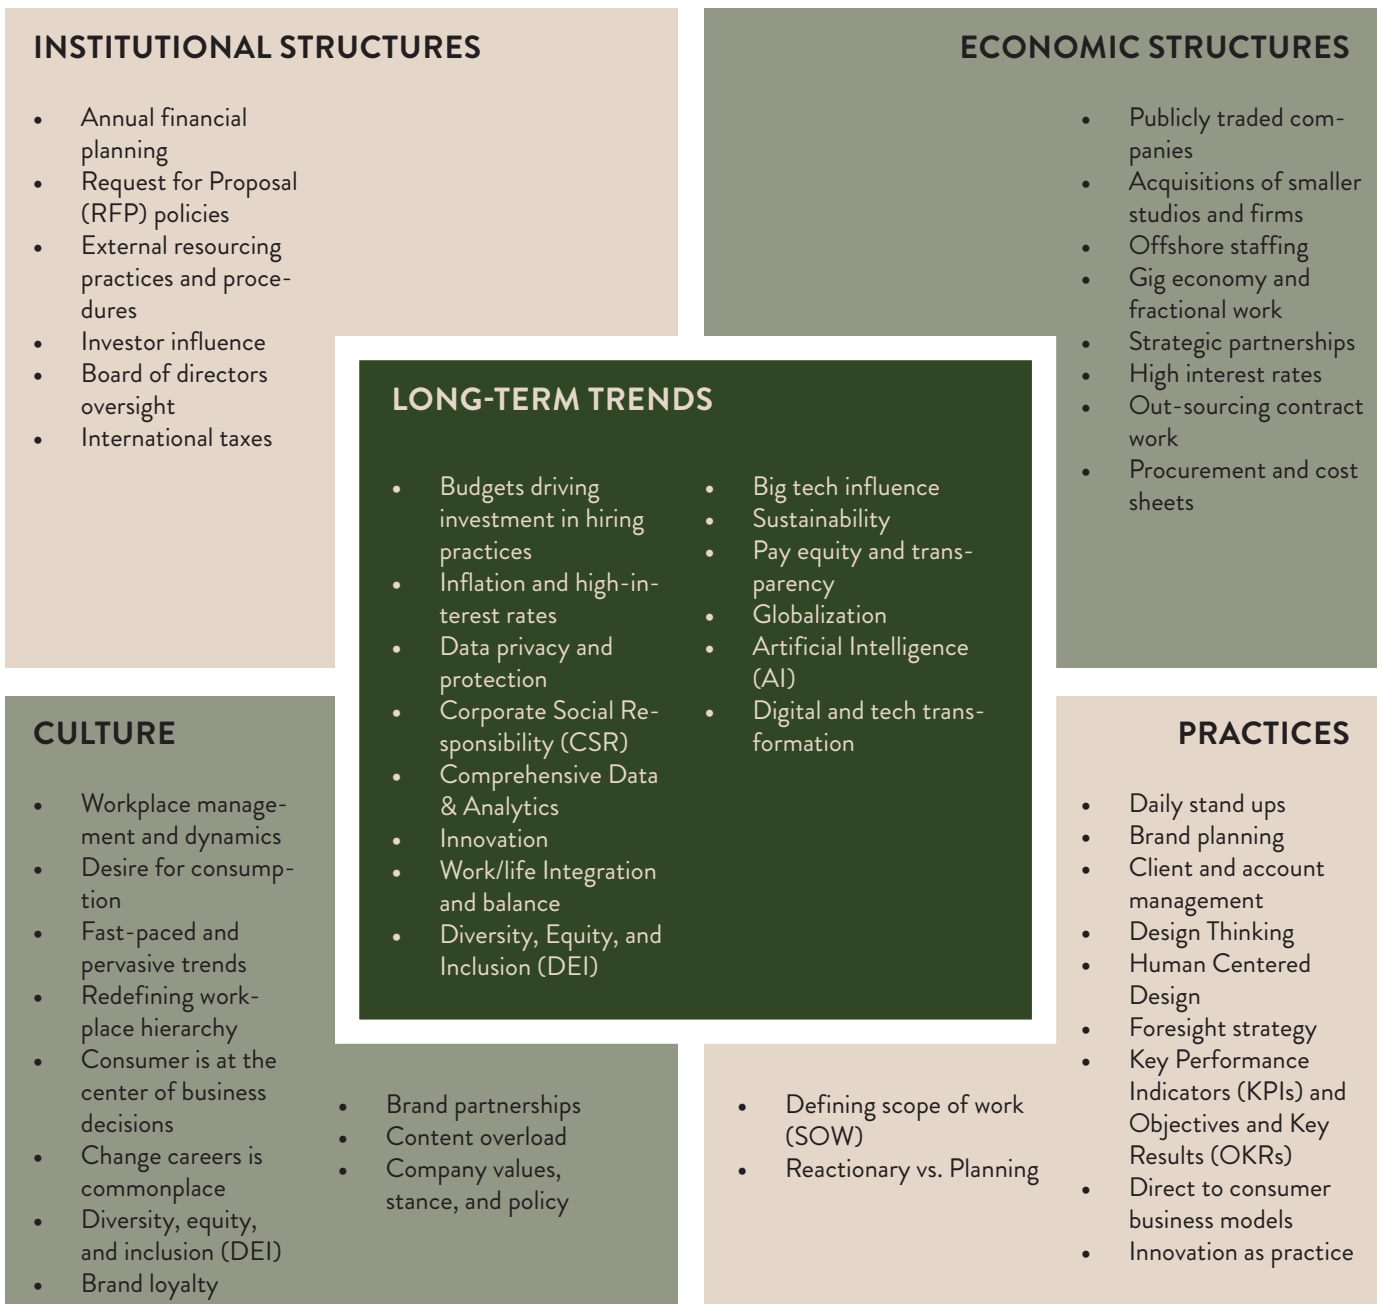 INSTITUTIONAL STRUCTURES
• Annual financial
planning
• Request for Proposal
(RFP) policies
• External resourcing
practices and proce-
dures
• Investor influence
• Board of directors
oversight
• International taxes
ECONOMIC STRUCTURES
• Publicly traded com-
panies
• Acquisitions of smaller
studios and firms
• Offshore staffing
• Gig economy and
fractional work
• Strategic partnerships
• High interest rates
• Out-sourcing contract
work
• Procurement and cost
sheets
LONG-TERM TRENDS
• Budgets driving
investment in hiring
practices
• Inflation and high-in-
terest rates
• Data privacy and
protection
• Corporate Social Re-
sponsibility (CSR)
• Comprehensive Data
& Analytics
• Innovation
• Work/life Integration
and balance
• Diversity, Equity, and
Inclusion (DEI)
• Big tech influence
• Sustainability
• Pay equity and trans-
parency
• Globalization
• Artificial Intelligence
(AI)
• Digital and tech trans-
formation
CULTURE
• Workplace manage-
ment and dynamics
• Desire for consump-
tion
• Fast-paced and
pervasive trends
• Redefining work-
place hierarchy
• Consumer is at the
center of business
decisions
• Change careers is
commonplace
• Diversity, equity,
and inclusion (DEI)
• Brand loyalty
• Brand partnerships
• Content overload
• Company values,
stance, and policy
PRACTICES
• Daily stand ups
• Brand planning
• Client and account
management
• Design Thinking
• Human Centered
Design
• Foresight strategy
• Key Performance
Indicators (KPIs) and
Objectives and Key
Results (OKRs)
• Direct to consumer
business models
• Innovation as practice
• Defining scope of work
(SOW)
• Reactionary vs. Planning